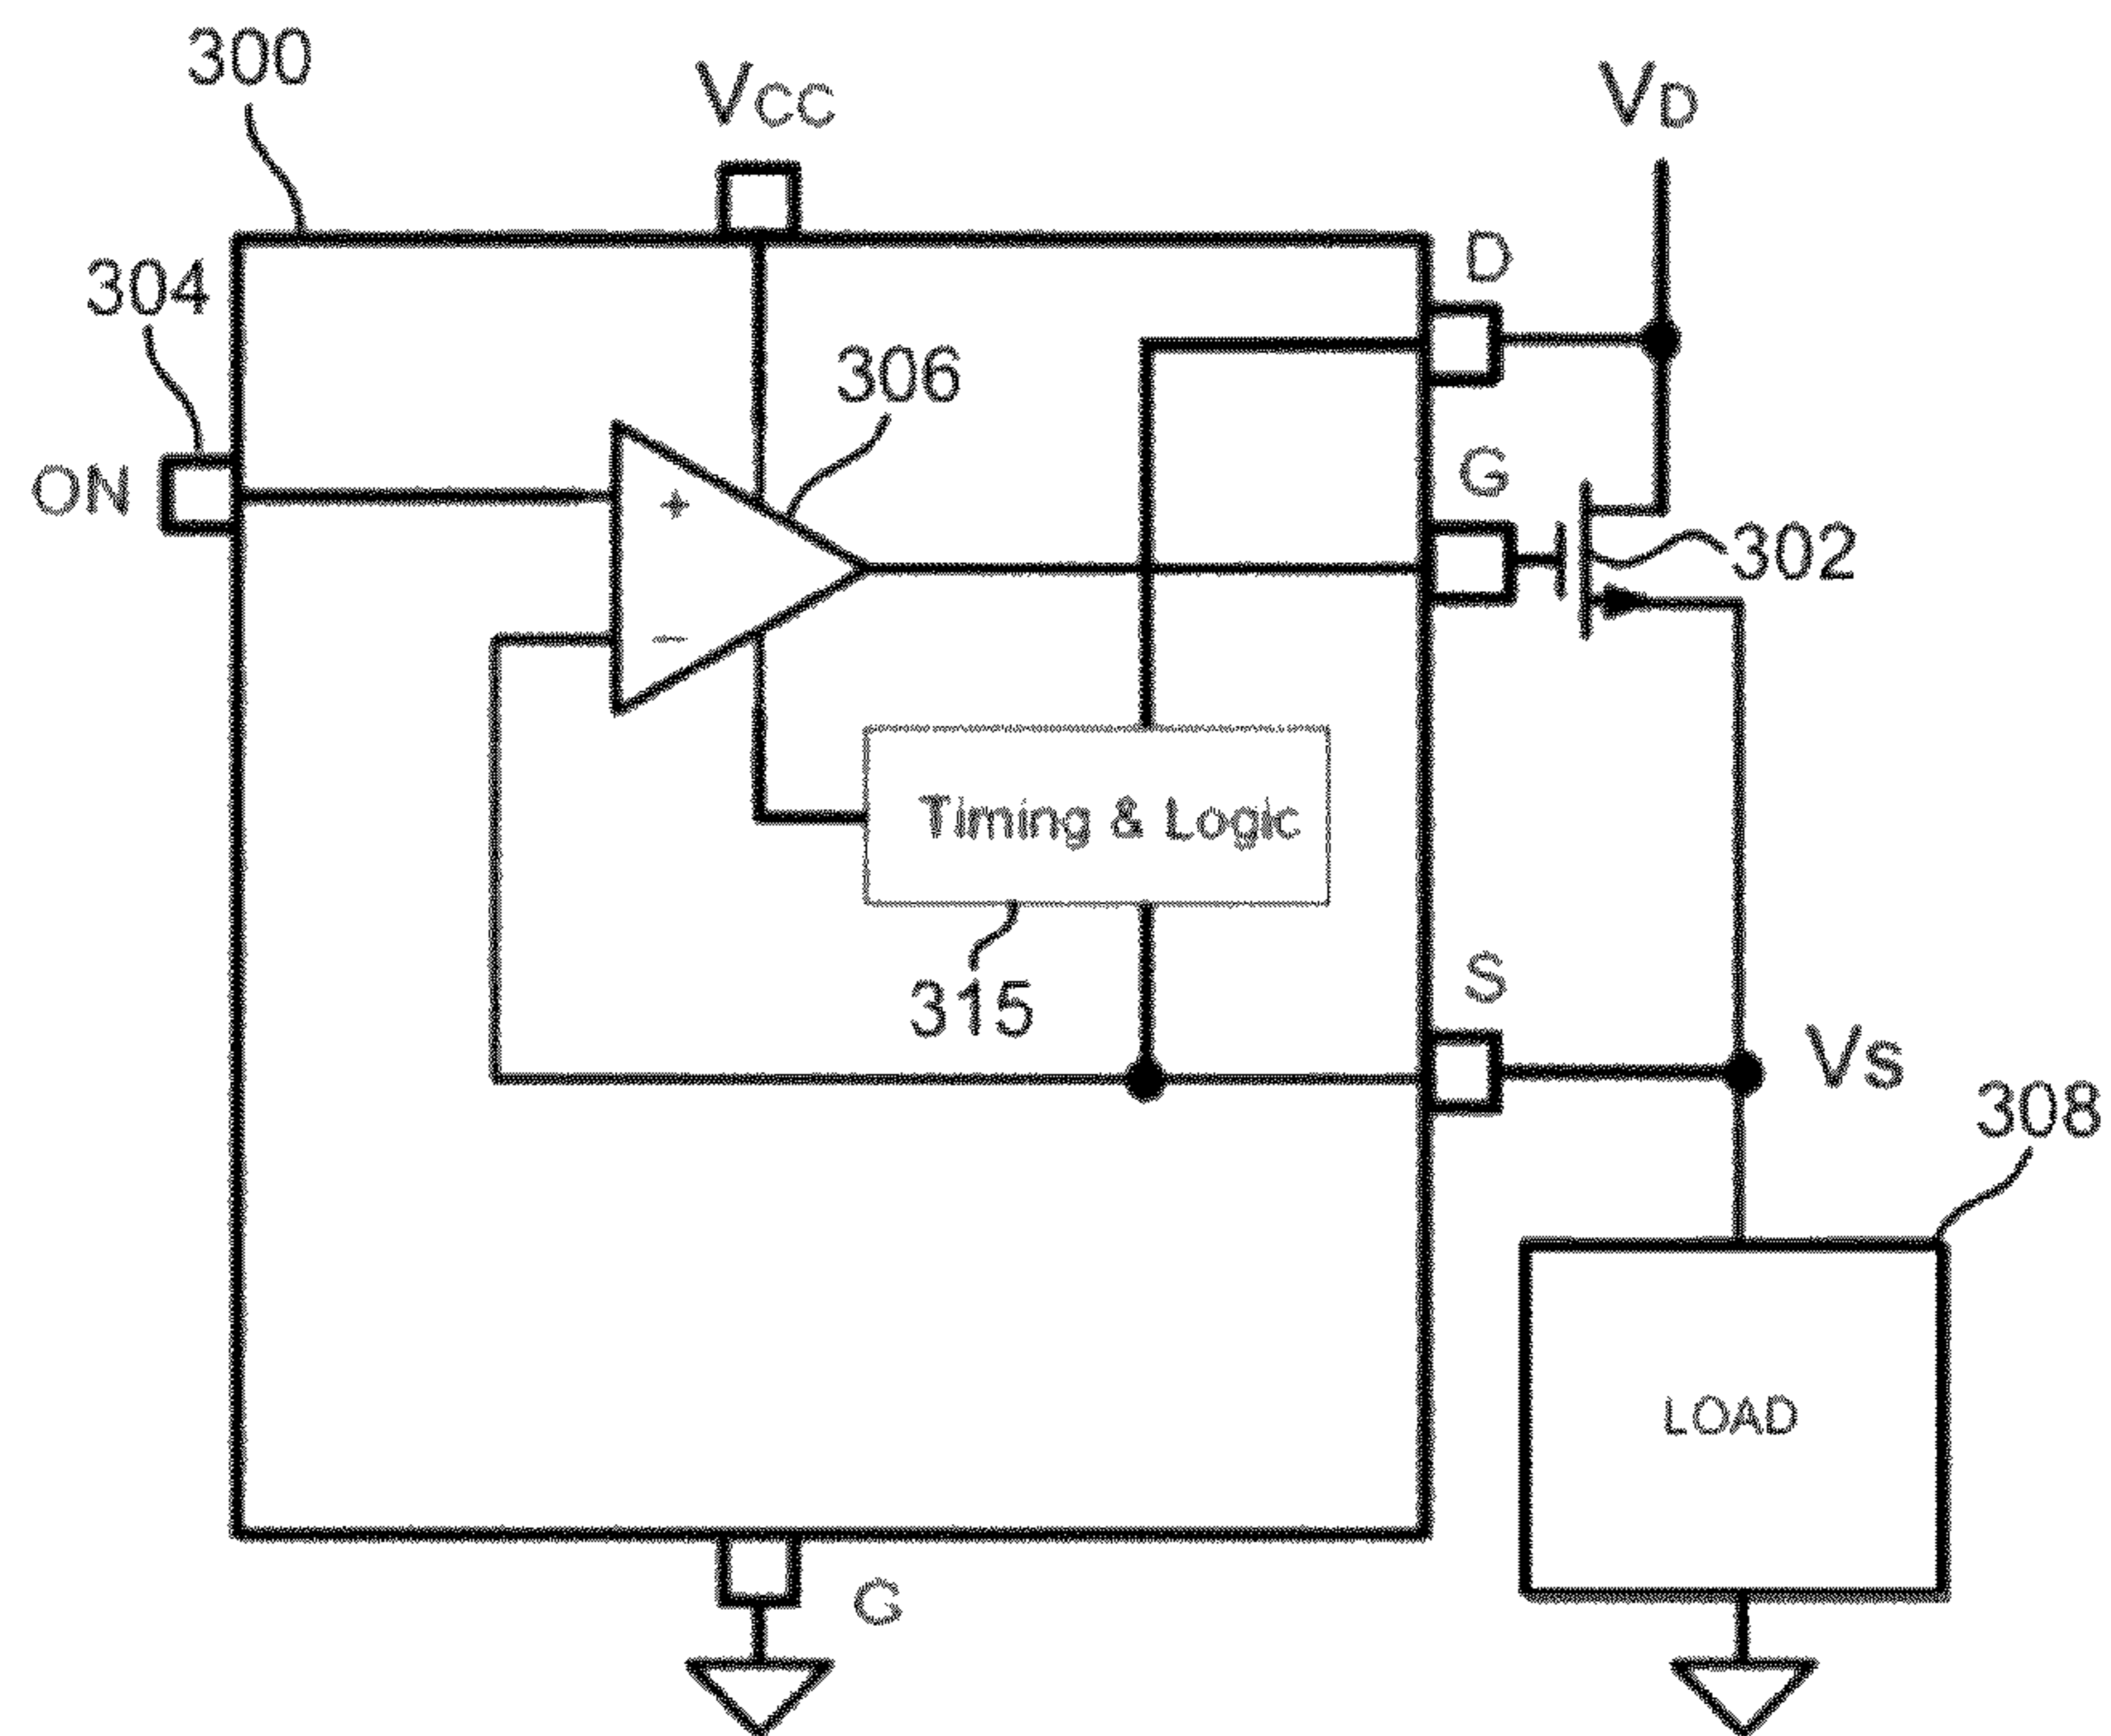 300
VCC
VD
D
304
306
G
ON
+
302
−
Timing & Logic
S
315
VS
308
LOAD
G